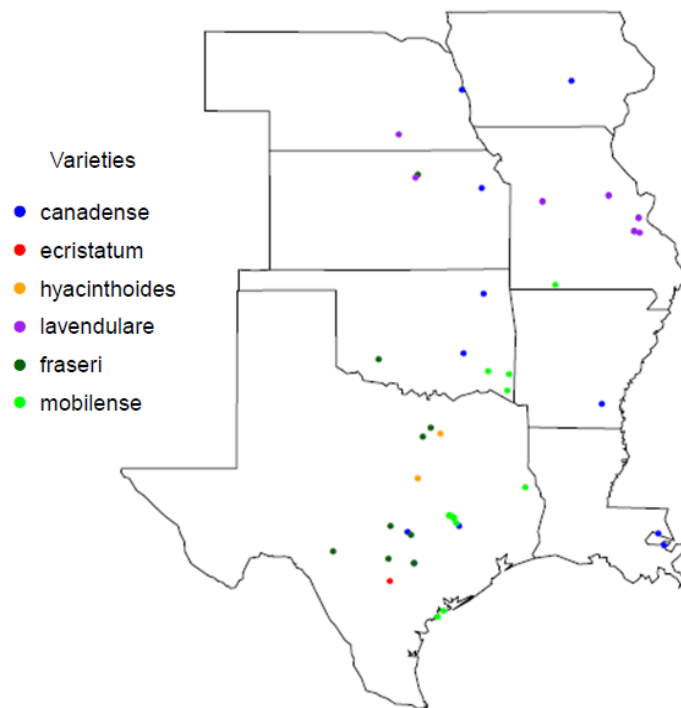 Varieties
canadense
ecristatum
hyacinthoides
lavendulare
fraseri
mobilense